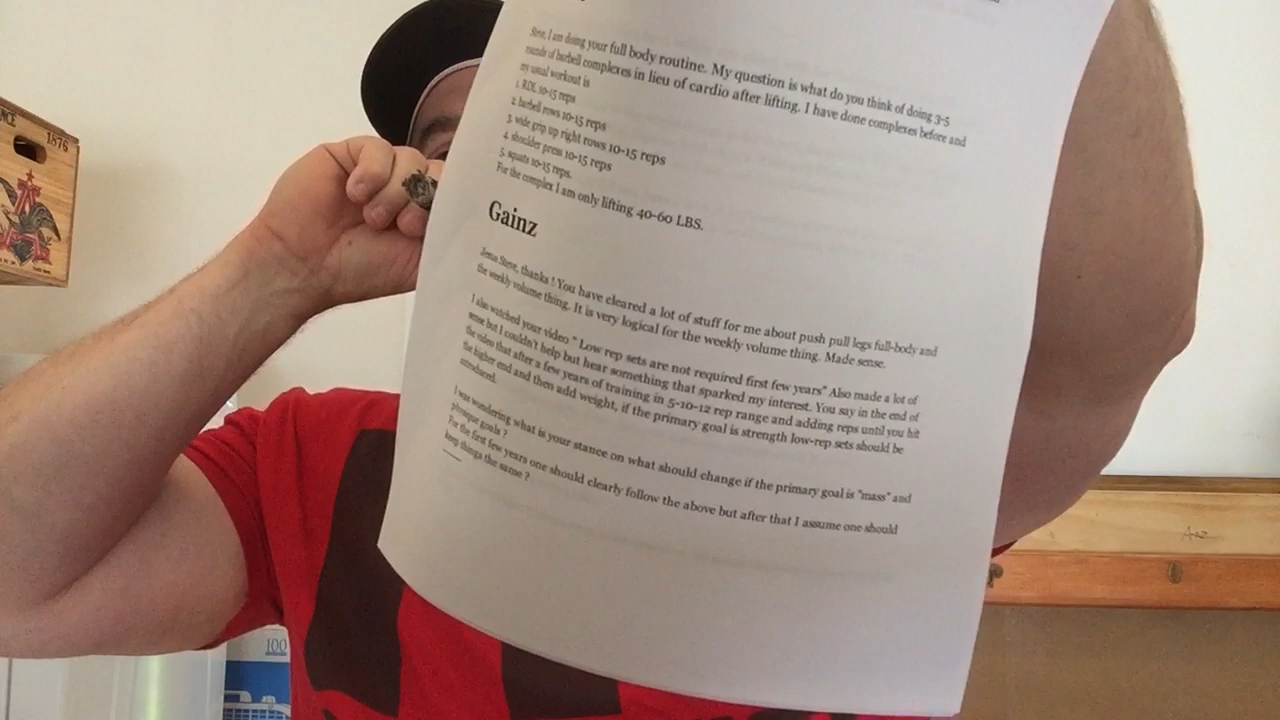 Steve, I am doing your full body routine. My question is what do you think of doing 3-5
rounds of barbell complexes in lieu of cardio after lifting. I have done complexes before and
my usual workout is
1. RDL 10-15 reps
2. barbell rows 10-15 reps
3. wide grip up right rows 10-15 reps
4. shoulder press 10-15 reps
5. squats 10-15 reps.
For the complex I am only lifting 40-60 LBS.
Gainz
Jesus Steve, thanks ! You have cleared a lot of stuff for me about push pull legs full-body and
the weekly volume thing. It is very logical for the weekly volume thing. Made sense.
I also watched your video " Low rep sets are not required first few years" Also made a lot of
sense but I couldn't help but hear something that sparked my interest. You say in the end of
the video that after a few years of training in 5-10-12 rep range and adding reps until you hit
the higher end and then add weight, if the primary goal is strength low-rep sets should be
introduced.
I was wondering what is your stance on what should change if the primary goal is "mass" and
physique goals ?
For the first few years one should clearly follow the above but after that I assume one should
keep things the same ?
1876
100